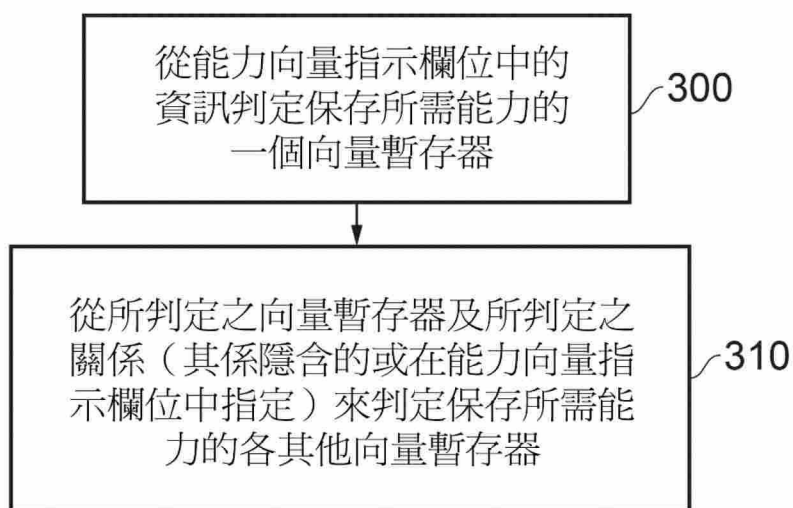 從能力向量指示欄位中的
資訊判定保存所需能力的
一個向量暫存器
300
從所判定之向量暫存器及所判定之
關係（其係隱含的或在能力向量指
示欄位中指定）來判定保存所需能
力的各其他向量暫存器
310